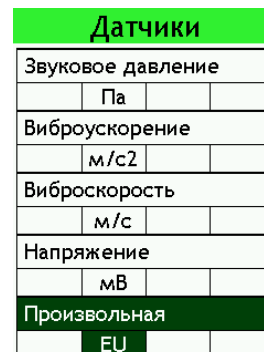 Датчики
Звуковое давление
Па
Виброускорение
м/с2
Виброскорость
м/с
Напряжение
мВ
Произвольная
EU